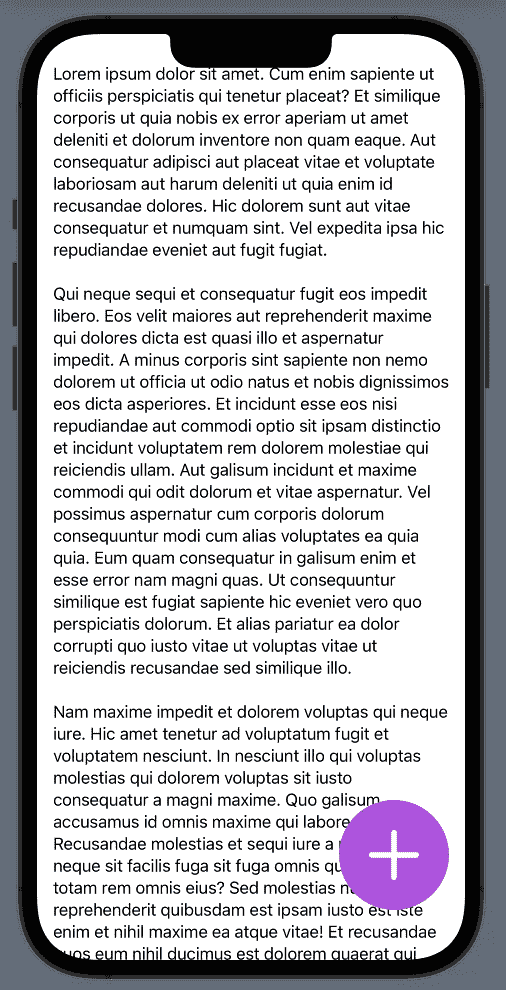 Lorem ipsum dolor sit amet. Cum enim sapiente ut
officiis perspiciatis qui tenetur placeat? Et similique
corporis ut quia nobis ex error aperiam ut amet
deleniti et dolorum inventore non quam eaque. Aut
consequatur adipisci aut placeat vitae et voluptate
laboriosam aut harum deleniti ut quia enim id
recusandae dolores. Hic dolorem sunt aut vitae
consequatur et numquam sint. Vel expedita ipsa hic
repudiandae eveniet aut fugit fugiat.
Qui neque sequi et consequatur fugit eos impedit
libero. Eos velit maiores aut reprehenderit maxime
qui dolores dicta est quasi illo et aspernatur
impedit. A minus corporis sint sapiente non nemo
dolorem ut officia ut odio natus et nobis dignissimos
eos dicta asperiores. Et incidunt esse eos nisi
repudiandae aut commodi optio sit ipsam distinctio
et incidunt voluptatem rem dolorem molestiae qui
reiciendis ullam. Aut galisum incidunt et maxime
commodi qui odit dolorum et vitae aspernatur. Vel
possimus aspernatur cum corporis dolorum
consequuntur modi cum alias voluptates ea quia
quia. Eum quam consequatur in galisum enim et
esse error nam magni quas. Ut consequuntur
similique est fugiat sapiente hic eveniet vero quo
perspiciatis dolorum. Et alias pariatur ea dolor
corrupti quo iusto vitae ut voluptas vitae ut
reiciendis recusandae sed similique illo.
Nam maxime impedit et dolorem voluptas qui neque
iure. Hic amet tenetur ad voluptatum fugit et
voluptatem nesciunt. In nesciunt illo qui voluptas
molestias qui dolorem voluptas sit iusto
consequatur a magni maxime. Quo galisum
accusamus id omnis maxime qui labore
Recusandae molestias et sequi iure a
neque sit facilis fuga sit fuga omnis
totam rem omnis eius? Sed molestias
reprehenderit quibusdam est ipsam iusto est iste
enim et nihil maxime ea atque vitae! Et recusandae
quos eum nihil ducimus est dolorem quaerat qui